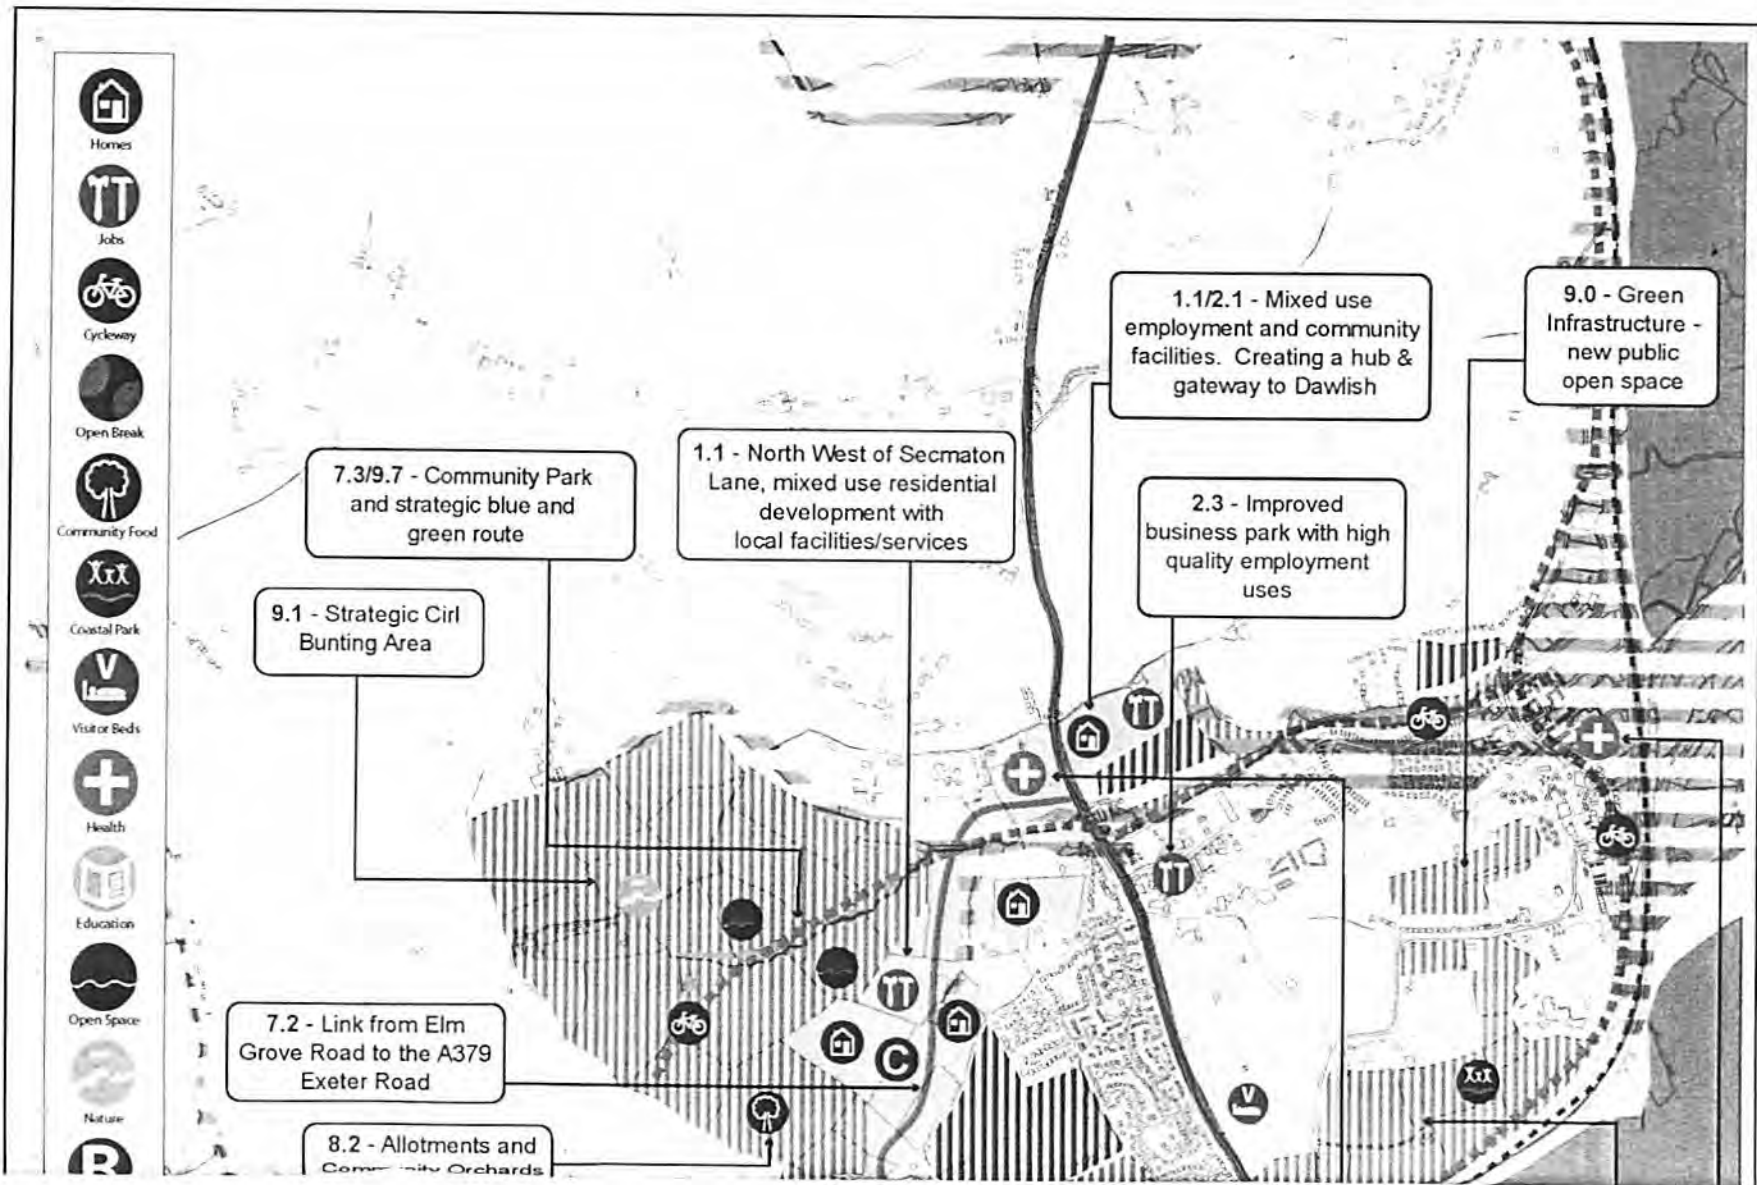 Homes
Jobs
Cycleway
Open Break
Community Food
Coastal Park
V
Visitor Beds
Health
Education
Open Space
Nature
R
7.3/9.7 - Community Park
and strategic blue and
green route
1.1 - North West of Secmaton
Lane, mixed use residential
development with
local facilities/services
1.1/2.1 - Mixed use
employment and community
facilities. Creating a hub &
gateway to Dawlish
9.0 - Green
Infrastructure -
new public
open space
2.3 - Improved
business park with high
quality employment
uses
9.1 - Strategic Cirl
Bunting Area
7.2 - Link from Elm
Grove Road to the A379
Exeter Road
8.2 - Allotments and
Community Orchards
C
V